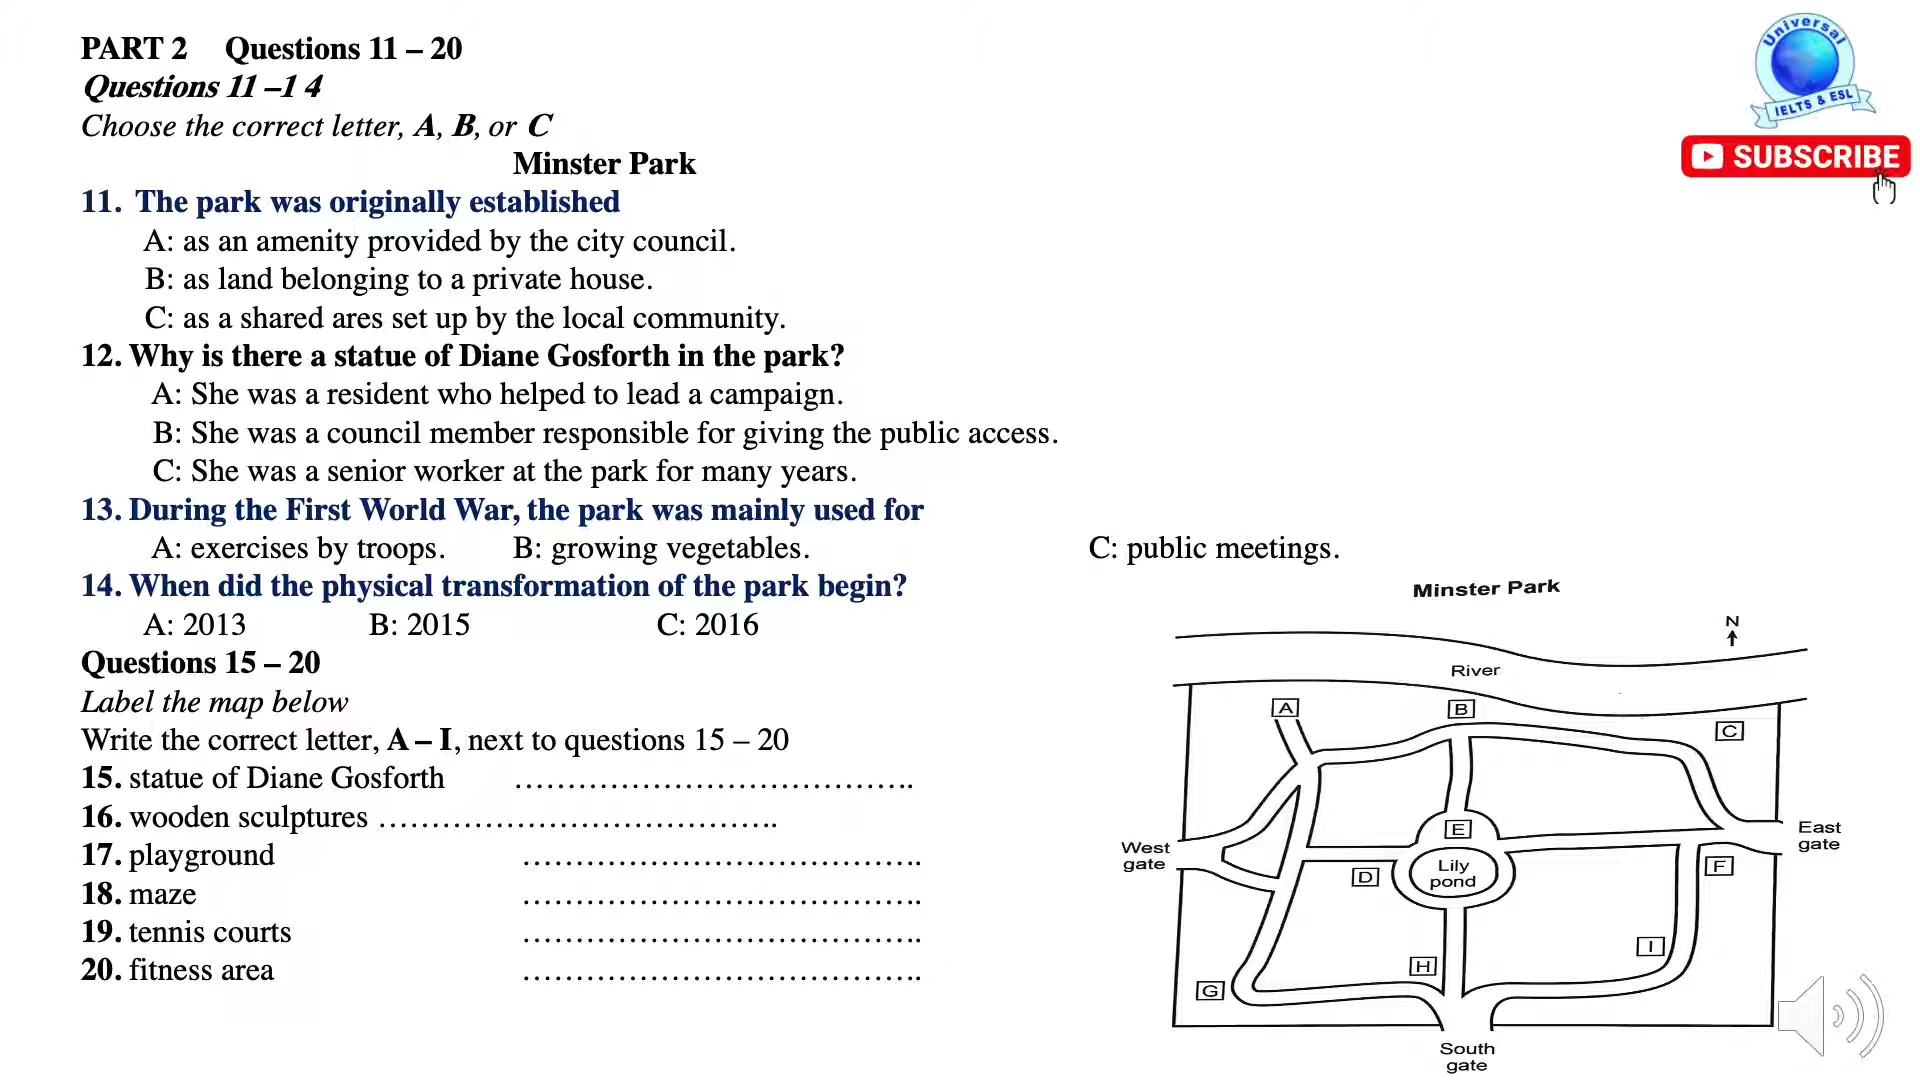 PART 2 Questions 11 – 20
Questions 11 –1 4
Choose the correct letter, A, B, or C
Minster Park
11. The park was originally established
A: as an amenity provided by the city council.
B: as land belonging to a private house.
C: as a shared ares set up by the local community.
12. Why is there a statue of Diane Gosforth in the park?
A: She was a resident who helped to lead a campaign.
B: She was a council member responsible for giving the public access.
C: She was a senior worker at the park for many years.
13. During the First World War, the park was mainly used for
A: exercises by troops. B: growing vegetables. C: public meetings.
14. When did the physical transformation of the park begin?
A: 2013 B: 2015 C: 2016
Questions 15 – 20
Label the map below
Write the correct letter, A – I, next to questions 15 – 20
15. statue of Diane Gosforth ……………………………….
16. wooden sculptures ……………………………….
17. playground ……………………………….
18. maze ……………………………….
19. tennis courts ……………………………….
20. fitness area ……………………………….
Universal
IELTS & ESL
SUBSCRIBE
Minster Park
N
River
A
B
C
E
East
gate
West
gate
Lily
pond
D
F
I
H
G
South
gate